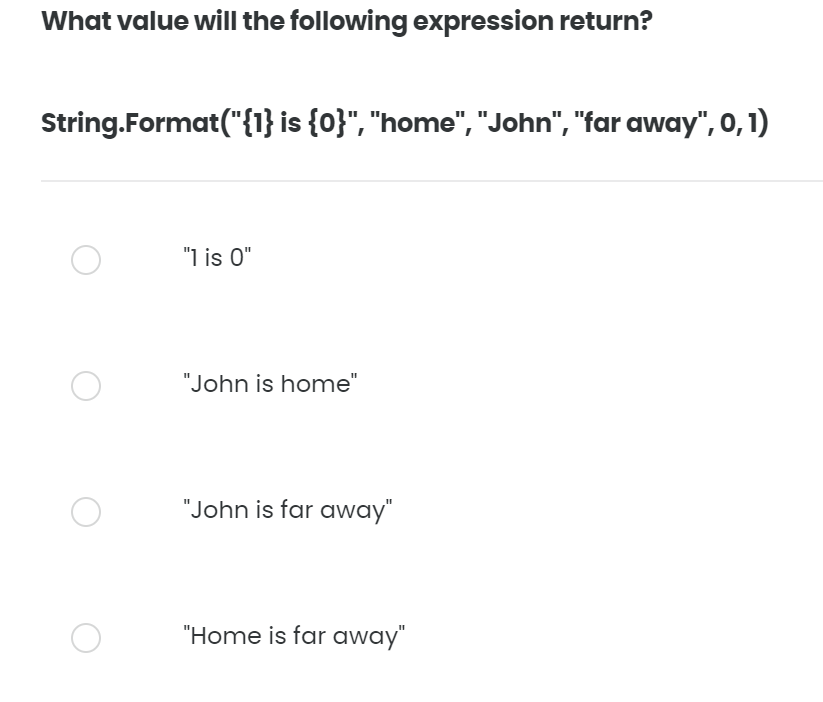 What value will the following expression return?
String.Format("{1} is {0}", "home", "John", "far away", 0, 1)
"1 is 0"
"John is home"
"John is far away"
"Home is far away"